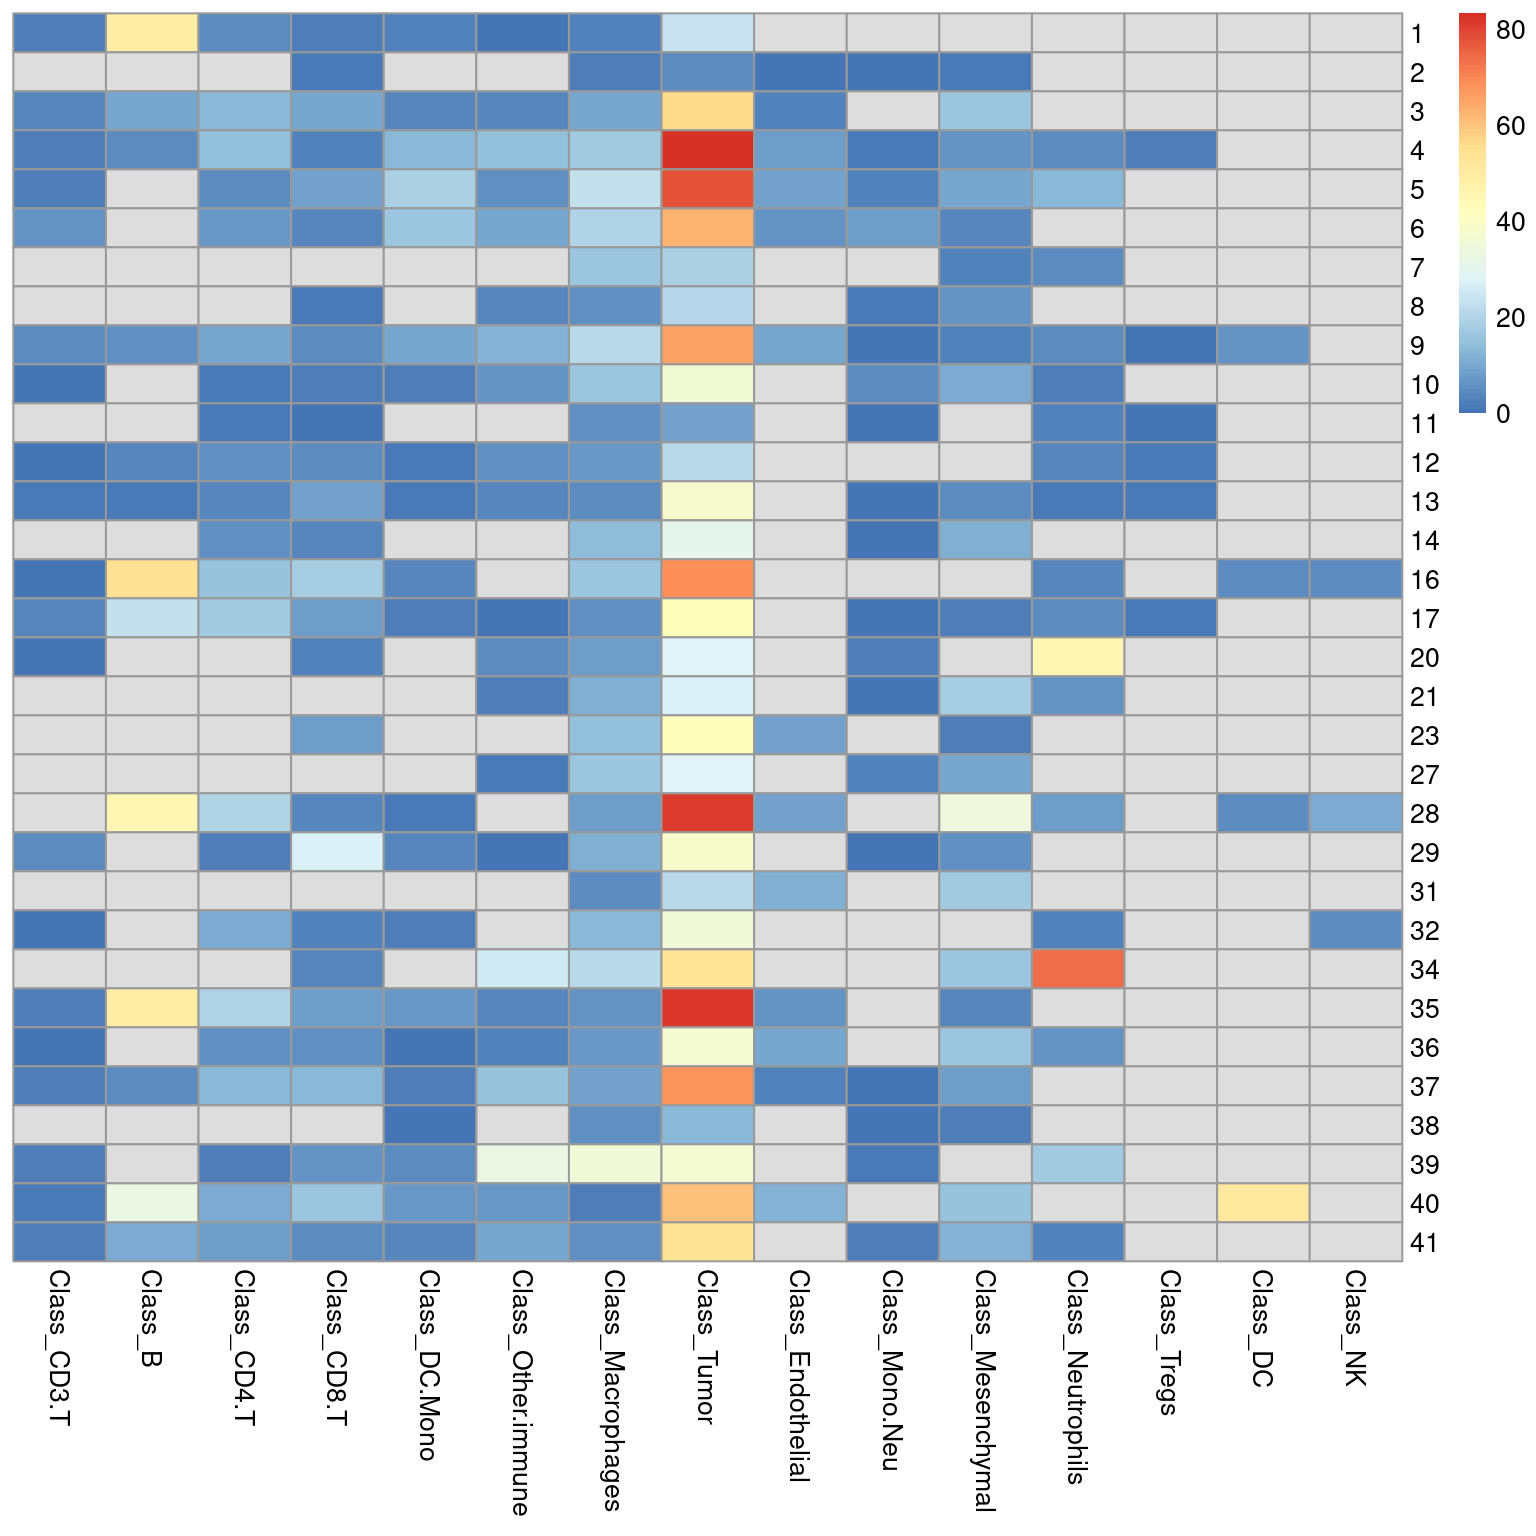 1
2
3
4
5
6
7
8
9
10
11
12
13
14
16
17
20
21
23
27
28
29
31
32
34
35
36
37
38
39
40
41
80
60
40
20
0
Class_CD3.T
Class_B
Class_CD4.T
Class_CD8.T
Class_DC.Mono
Class_Other.immune
Class_Macrophages
Class_Tumor
Class_Endothelial
Class_Mono.Neu
Class_Mesenchymal
Class_Neutrophils
Class_Tregs
Class_DC
Class_NK